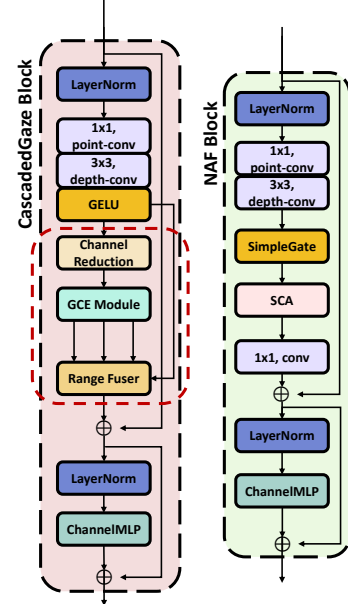 CascadedGaze Block
LayerNorm
1x1,
point-conv
3x3,
depth-conv
GELU
Channel
Reduction
GCE Module
Range Fuser
LayerNorm
ChannelMLP
NAF Block
LayerNorm
1x1,
point-conv
3x3,
depth-conv
SimpleGate
SCA
1x1, conv
LayerNorm
ChannelMLP